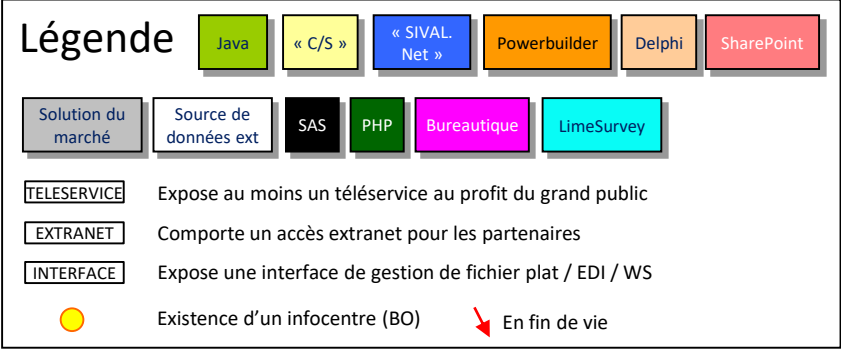 Légende
Java
« C/S »
« SIVAL.
Net »
Powerbuilder
Delphi
SharePoint
Solution du
marché
Source de
données ext
SAS
PHP
Bureautique
LimeSurvey
TELESERVICE Expose au moins un téléservice au profit du grand public
EXTRANET Comporte un accès extranet pour les partenaires
INTERFACE Expose une interface de gestion de fichier plat / EDI / WS
Existence d'un infocentre (BO) En fin de vie